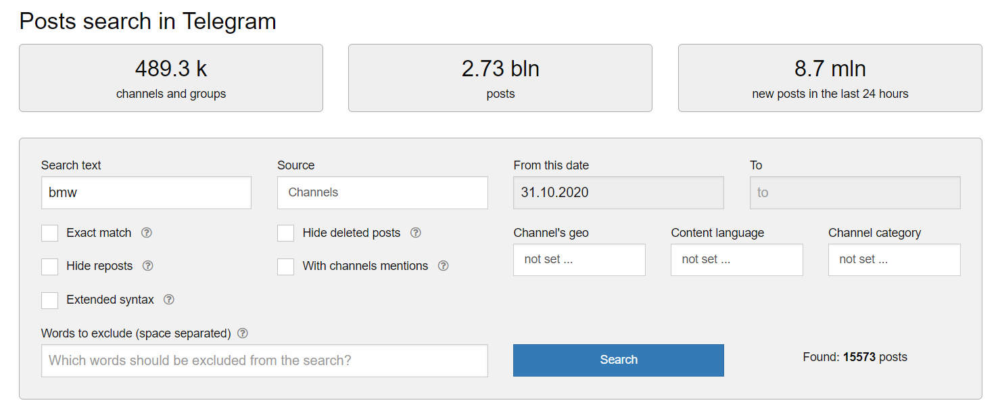 Posts search in Telegram
489.3 k
channels and groups
2.73 bln
posts
8.7 mln
new posts in the last 24 hours
Search text
Source
From this date
To
bmw
Channels
31.10.2020
to
Exact match
Hide deleted posts
Channel's geo
Content language
Channel category
not set ...
not set ...
not set ...
Hide reposts
With channels mentions
Extended syntax
Words to exclude (space separated)
Which words should be excluded from the search?
Search
Found: 15573 posts